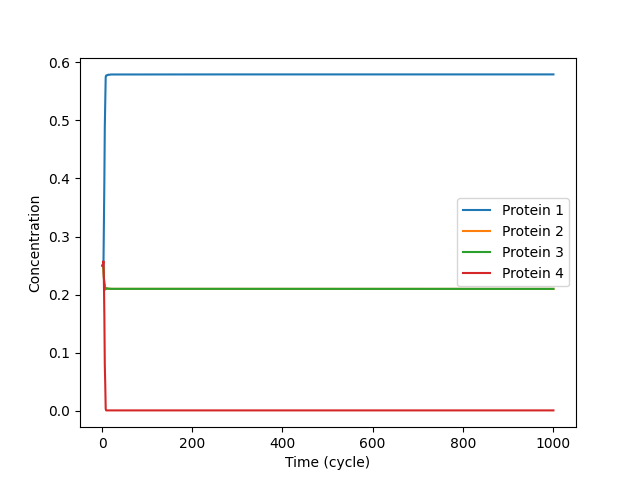 0.6
0.5
0.4
0.3
0.2
0.1
0.0
Concentration
Protein 1
Protein 2
Protein 3
Protein 4
0 200 400 600 800 1000
Time (cycle)